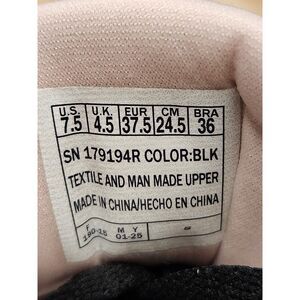 U.S. U.K EUR CM BRA
7.5 4.5 37.5 24.5 36
SN 179194R COLOR:BLK
TEXTILE AND MAN MADE UPPER
MADE IN CHINA/HECHO EN CHINA
F M Y
01-25